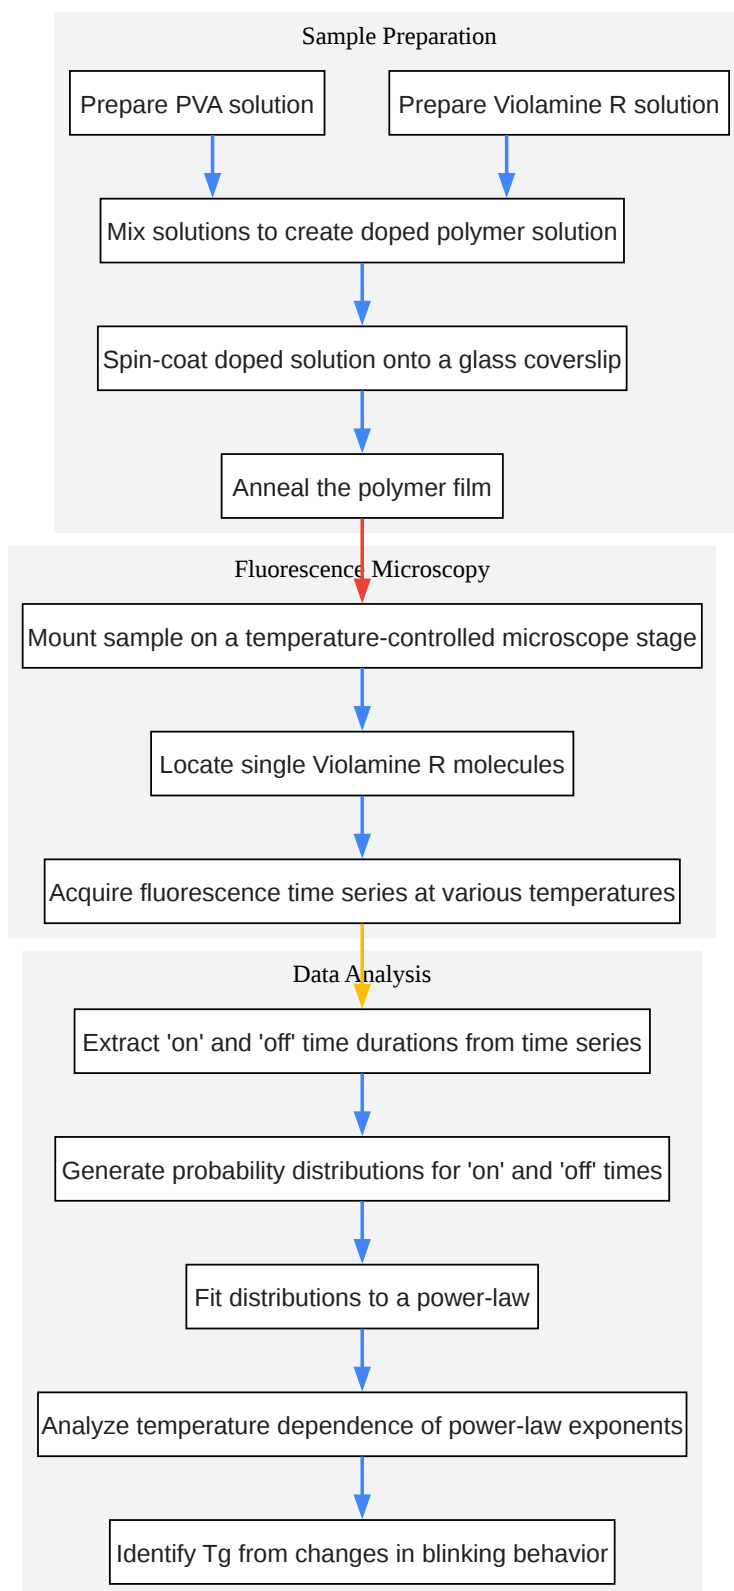 Sample Preparation
Prepare PVA solution
Prepare Violamine R solution
Mix solutions to create doped polymer solution
Spin-coat doped solution onto a glass coverslip
Anneal the polymer film
Fluorescence Microscopy
Mount sample on a temperature-controlled microscope stage
Locate single Violamine R molecules
Acquire fluorescence time series at various temperatures
Data Analysis
Extract 'on' and 'off' time durations from time series
Generate probability distributions for 'on' and 'off' times
Fit distributions to a power-law
Analyze temperature dependence of power-law exponents
Identify Tg from changes in blinking behavior